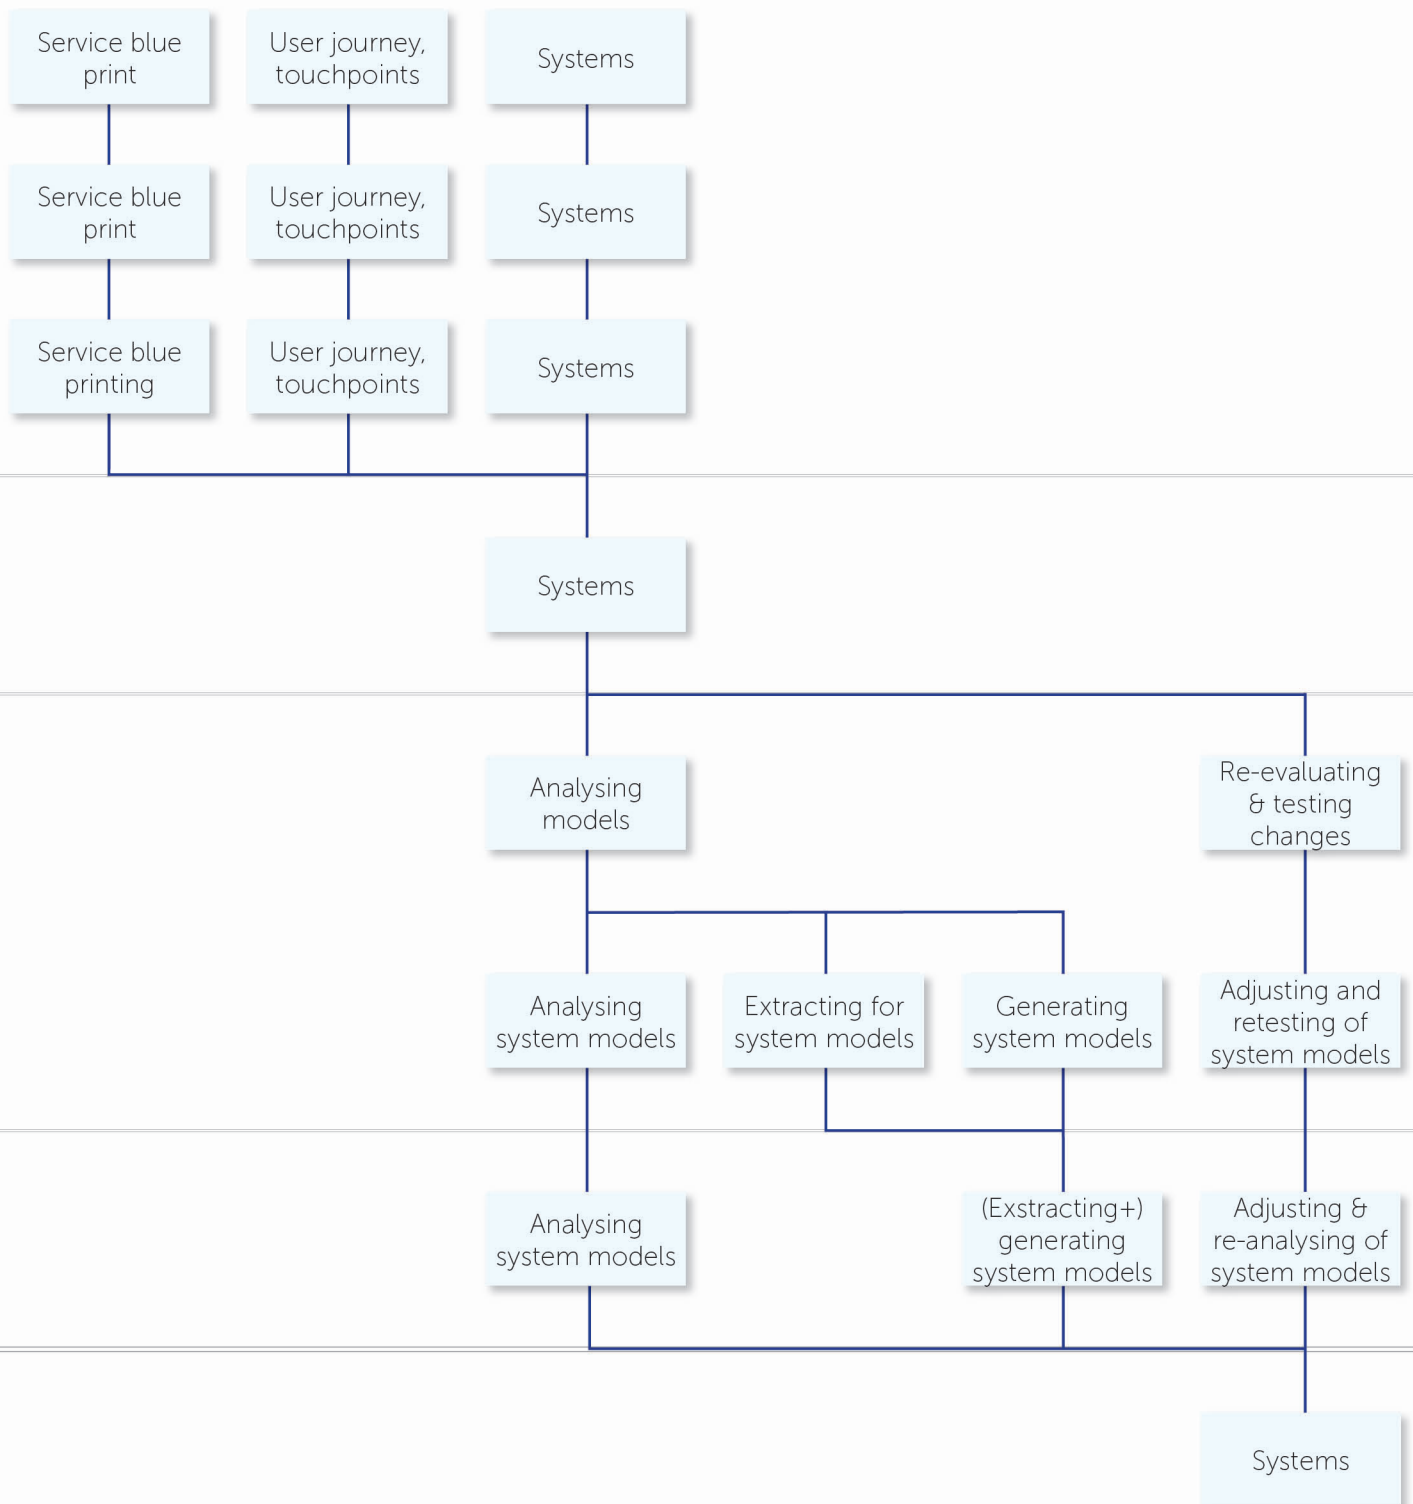 Service blue
print
User journey,
touchpoints
Systems
Service blue
print
User journey,
touchpoints
Systems
Service blue
printing
User journey,
touchpoints
Systems
Systems
Analysing
models
Re-evaluating
& testing
changes
Analysing
system models
Extracting for
system models
Generating
system models
Adjusting and
retesting of
system models
Analysing
system models
(Exstracting+)
generating
system models
Adjusting &
re-analysing of
system models
Systems